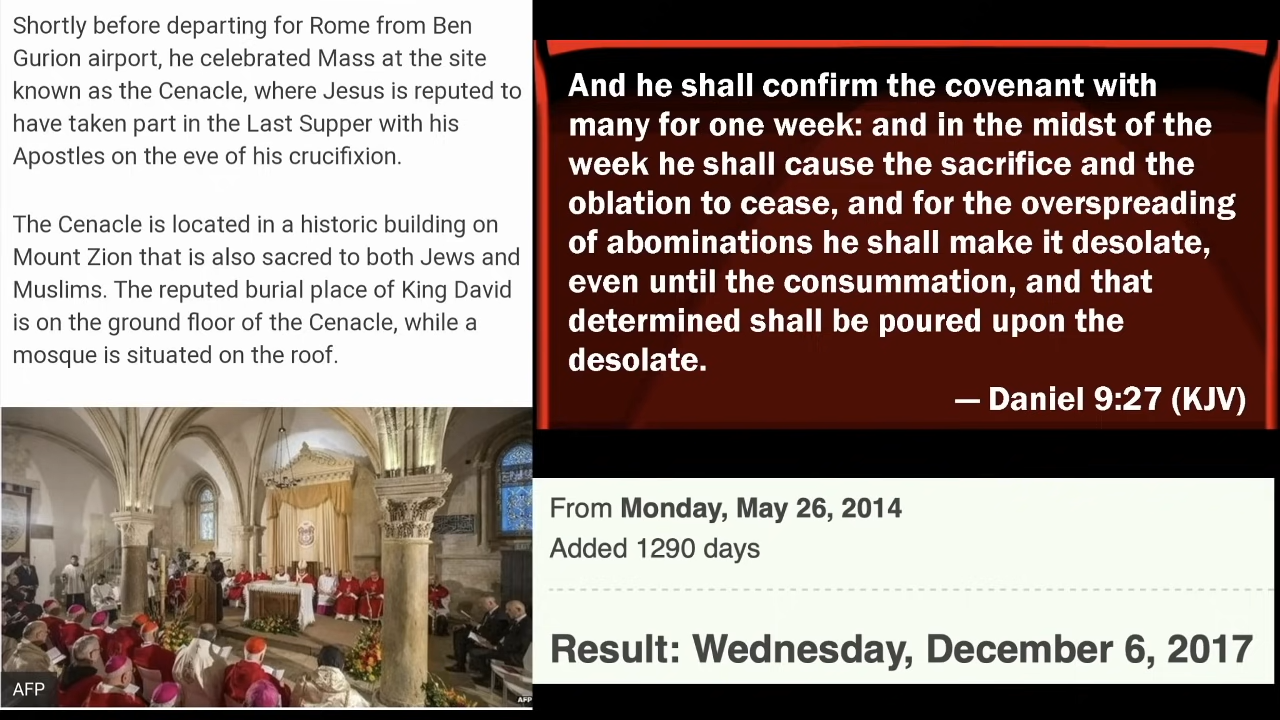 Shortly before departing for Rome from Ben
Gurion airport, he celebrated Mass at the site
known as the Cenacle, where Jesus is reputed to
have taken part in the Last Supper with his
Apostles on the eve of his crucifixion.
The Cenacle is located in a historic building on
Mount Zion that is also sacred to both Jews and
Muslims. The reputed burial place of King David
is on the ground floor of the Cenacle, while a
mosque is situated on the roof.
AFP
AFP
And he shall confirm the covenant with
many for one week: and in the midst of the
week he shall cause the sacrifice and the
oblation to cease, and for the overspreading
of abominations he shall make it desolate,
even until the consummation, and that
determined shall be poured upon the
desolate.
— Daniel 9:27 (KJV)
From Monday, May 26, 2014
Added 1290 days
Result: Wednesday, December 6, 2017